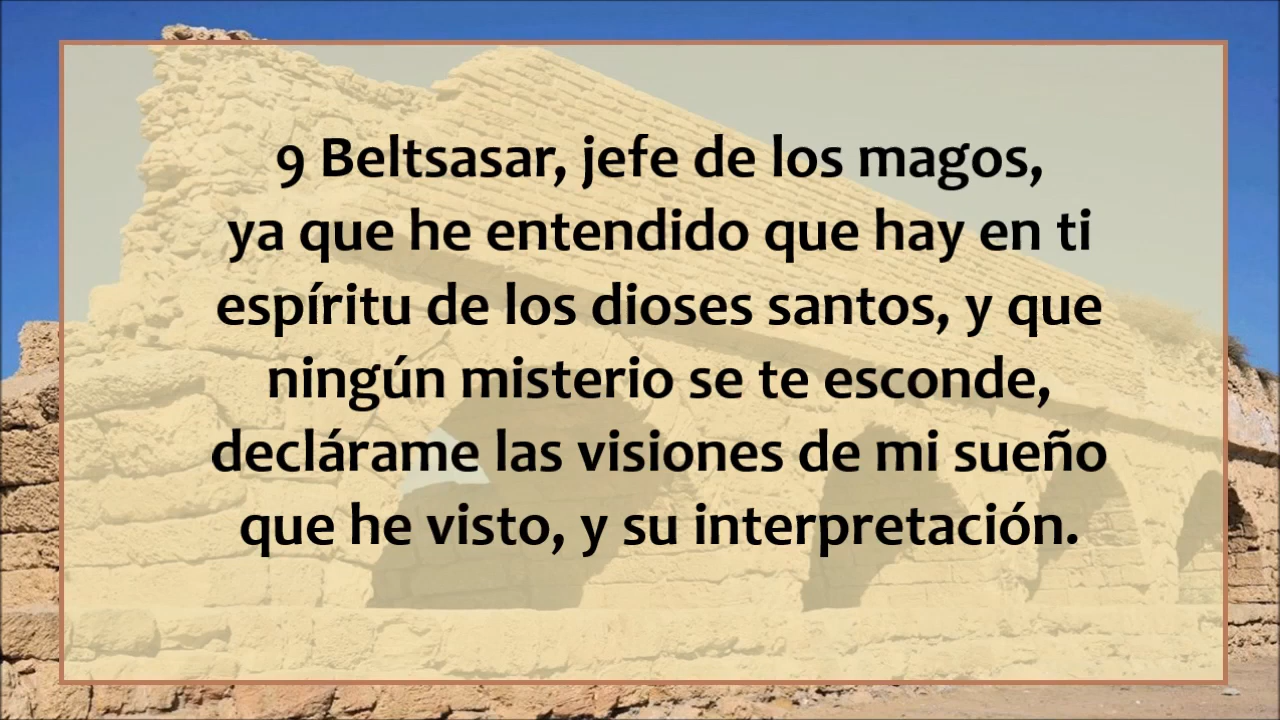 9 Beltsasar, jefe de los magos,
ya que he entendido que hay en ti
espíritu de los dioses santos, y que
ningún misterio se te esconde,
declárame las visiones de mi sueño
que he visto, y su interpretación.